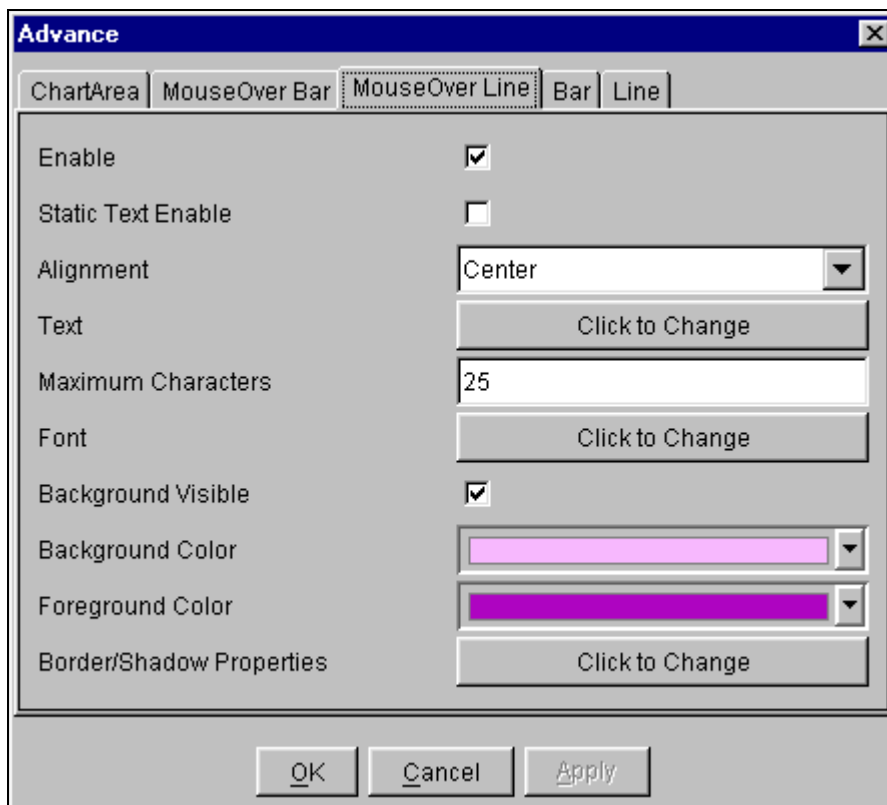 Advance
ChartArea MouseOver Bar MouseOver Line Bar Line
Enable
Static Text Enable
Alignment Center
Text Click to Change
Maximum Characters 25
Font Click to Change
Background Visible
Background Color
Foreground Color
Border/Shadow Properties Click to Change
OK Cancel Apply